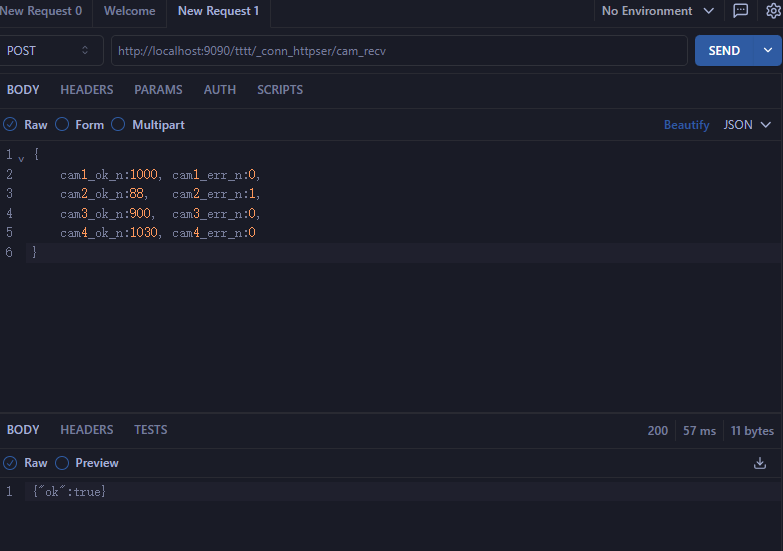 New Request 0 Welcome New Request 1 No Environment
POST http://localhost:9090/tttt/_conn_httpser/cam_recv SEND
BODY HEADERS PARAMS AUTH SCRIPTS
Raw Form Multipart Beautify JSON
1 {
2 cam1_ok_n:1000, cam1_err_n:0,
3 cam2_ok_n:88, cam2_err_n:1,
4 cam3_ok_n:900, cam3_err_n:0,
5 cam4_ok_n:1030, cam4_err_n:0
6 }
BODY HEADERS TESTS 200 57 ms 11 bytes
Raw Preview
1 {"ok":true}